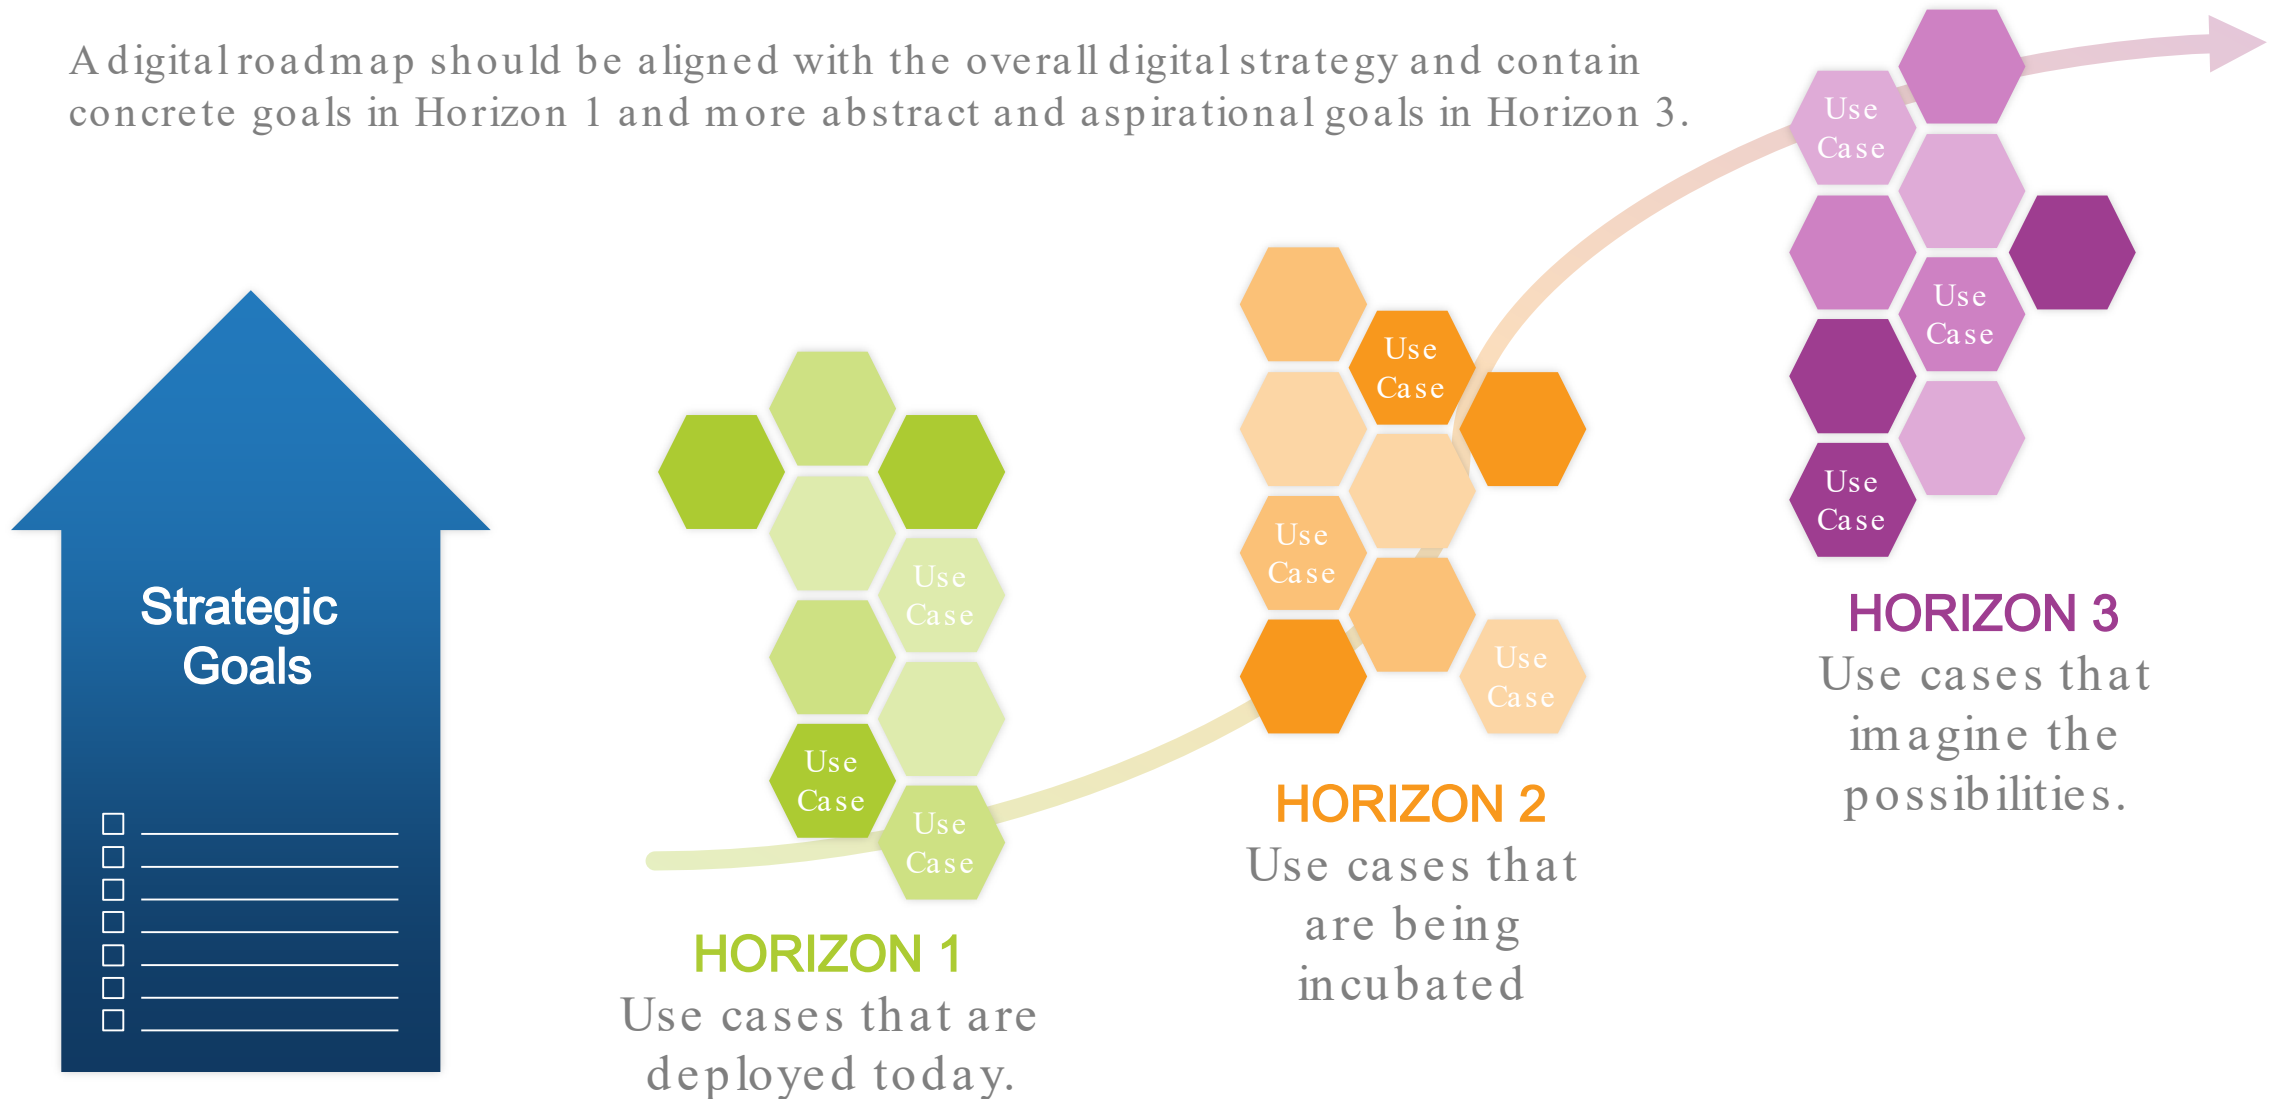 A digital roadmap should be aligned with the overall digital strategy and contain
concrete goals in Horizon 1 and more abstract and aspirational goals in Horizon 3.
Strategic
Goals
Use
Case
Use
Case
Use
Case
HORIZON 1
Use cases that are
deployed today.
Use
Case
Use
Case
Use
Case
HORIZON 2
Use cases that
are being
incubated
Use
Case
Use
Case
Use
Case
HORIZON 3
Use cases that
imagine the
possibilities.